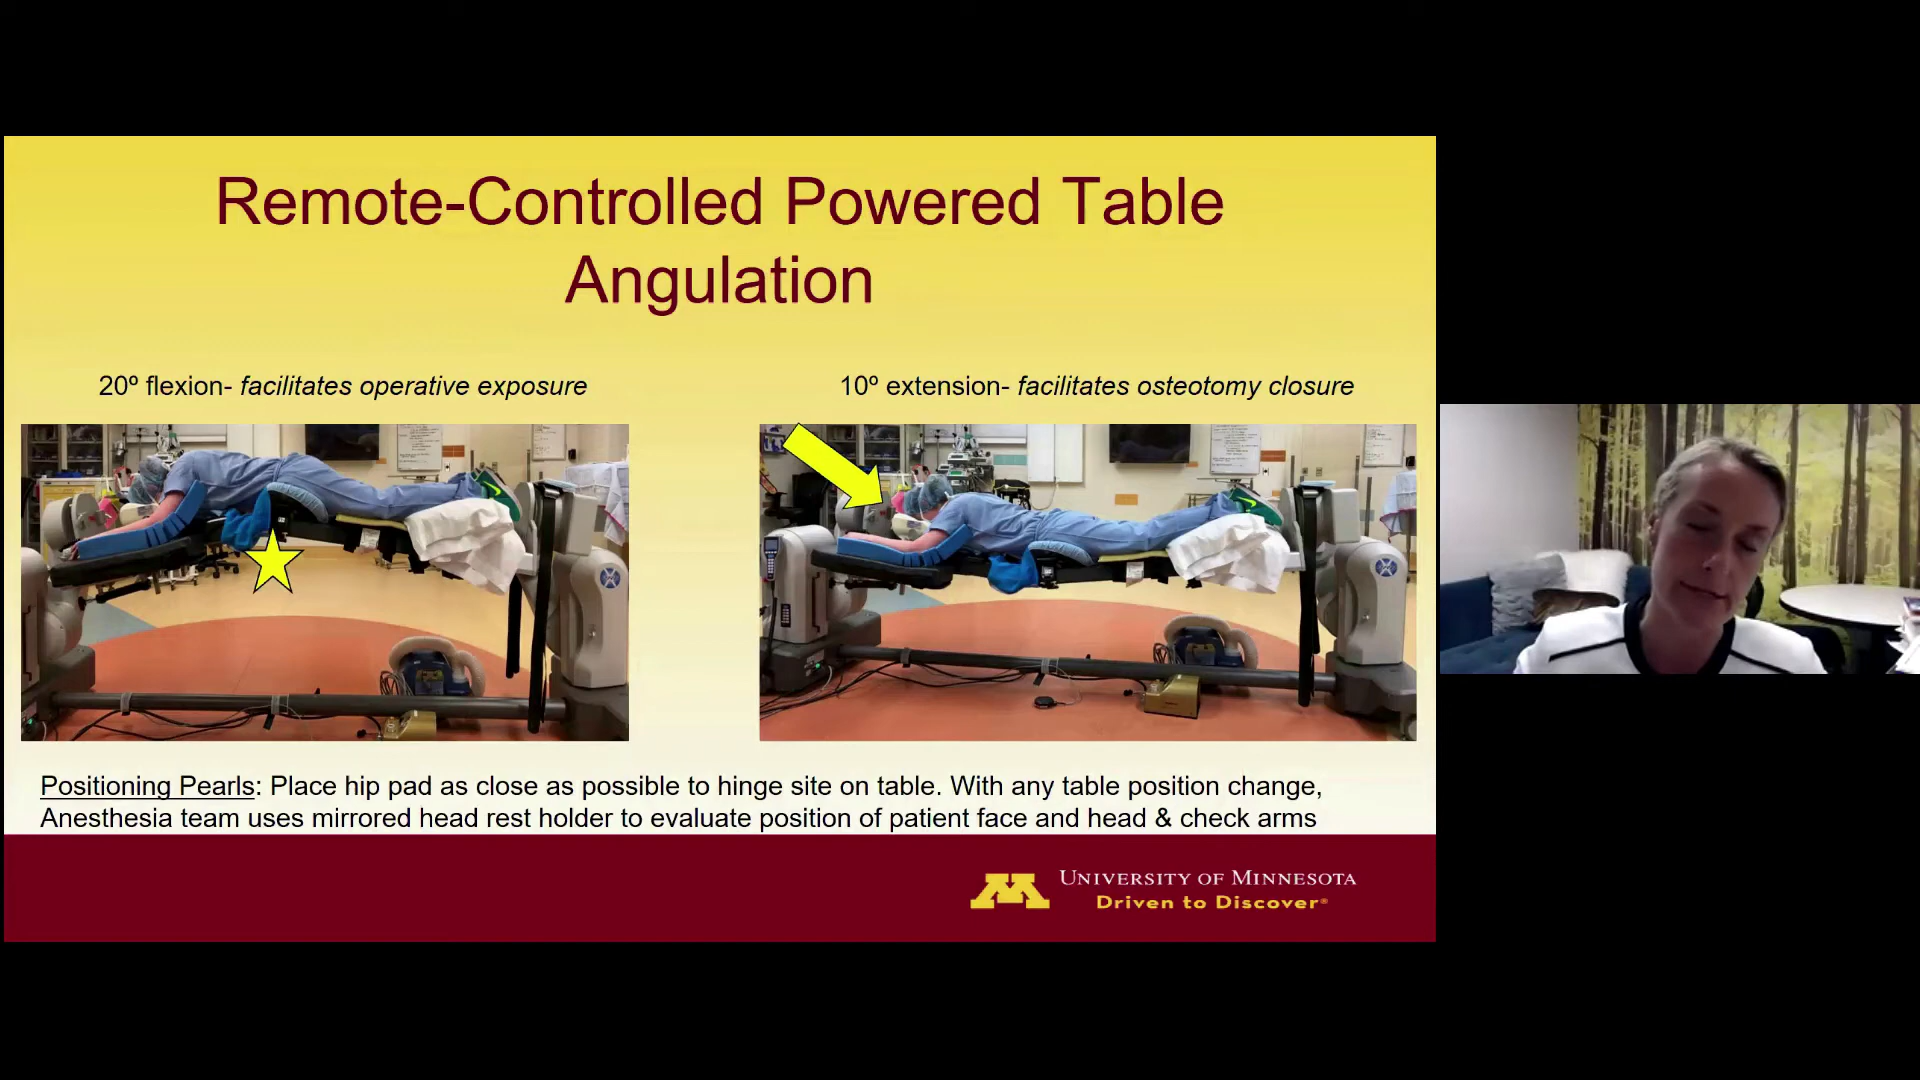 Remote-Controlled Powered Table
Angulation
20º flexion- facilitates operative exposure
10º extension- facilitates osteotomy closure
Positioning Pearls: Place hip pad as close as possible to hinge site on table. With any table position change,
Anesthesia team uses mirrored head rest holder to evaluate position of patient face and head & check arms
M
UNIVERSITY OF MINNESOTA
Driven to Discover®